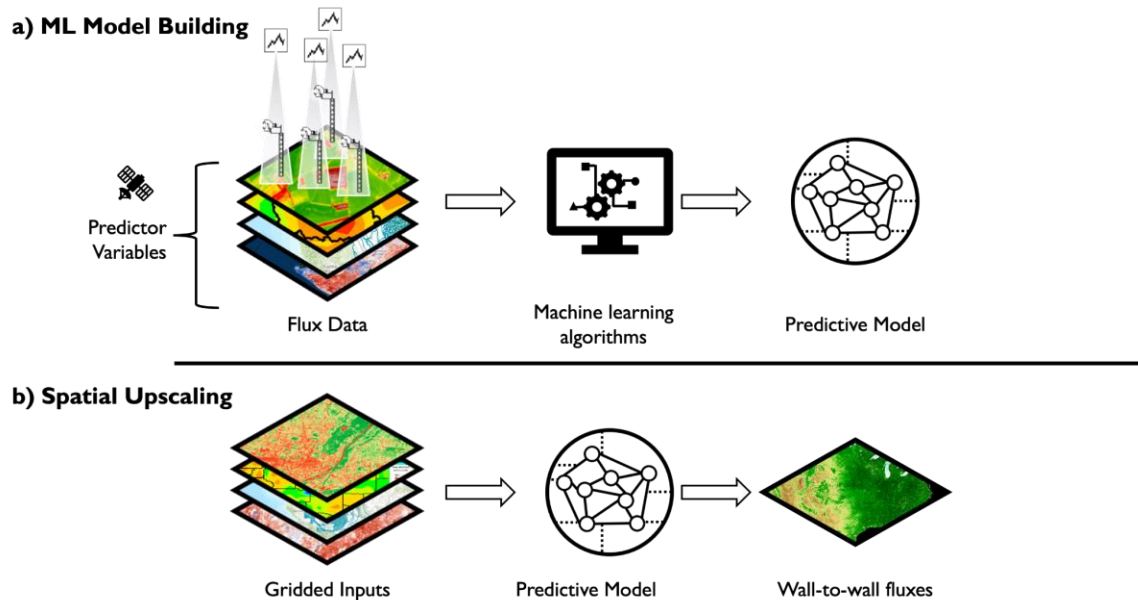 a) ML Model Building
Predictor
Variables
Flux Data
Machine learning
algorithms
Predictive Model
b) Spatial Upscaling
Gridded Inputs
Predictive Model
Wall-to-wall fluxes